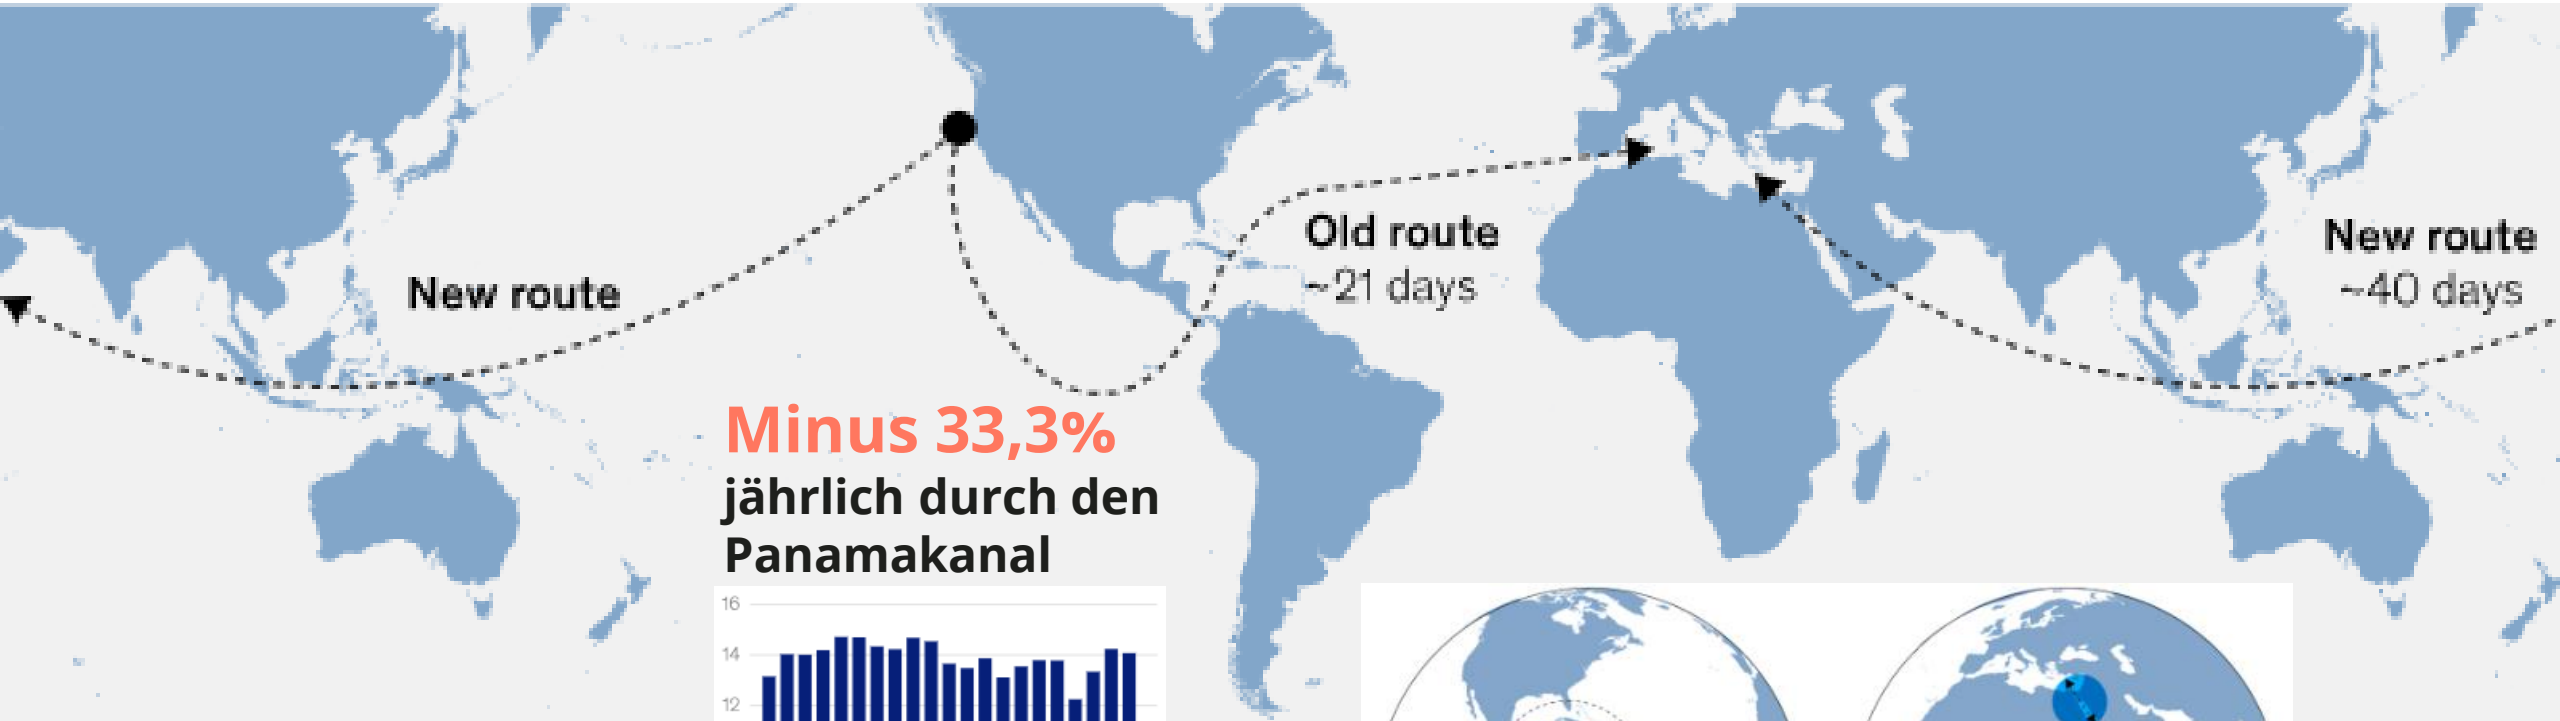 Old route
~21 days
New route
~40 days
New route
Minus 33,3%
jährlich durch den
Panamakanal
16
14
12